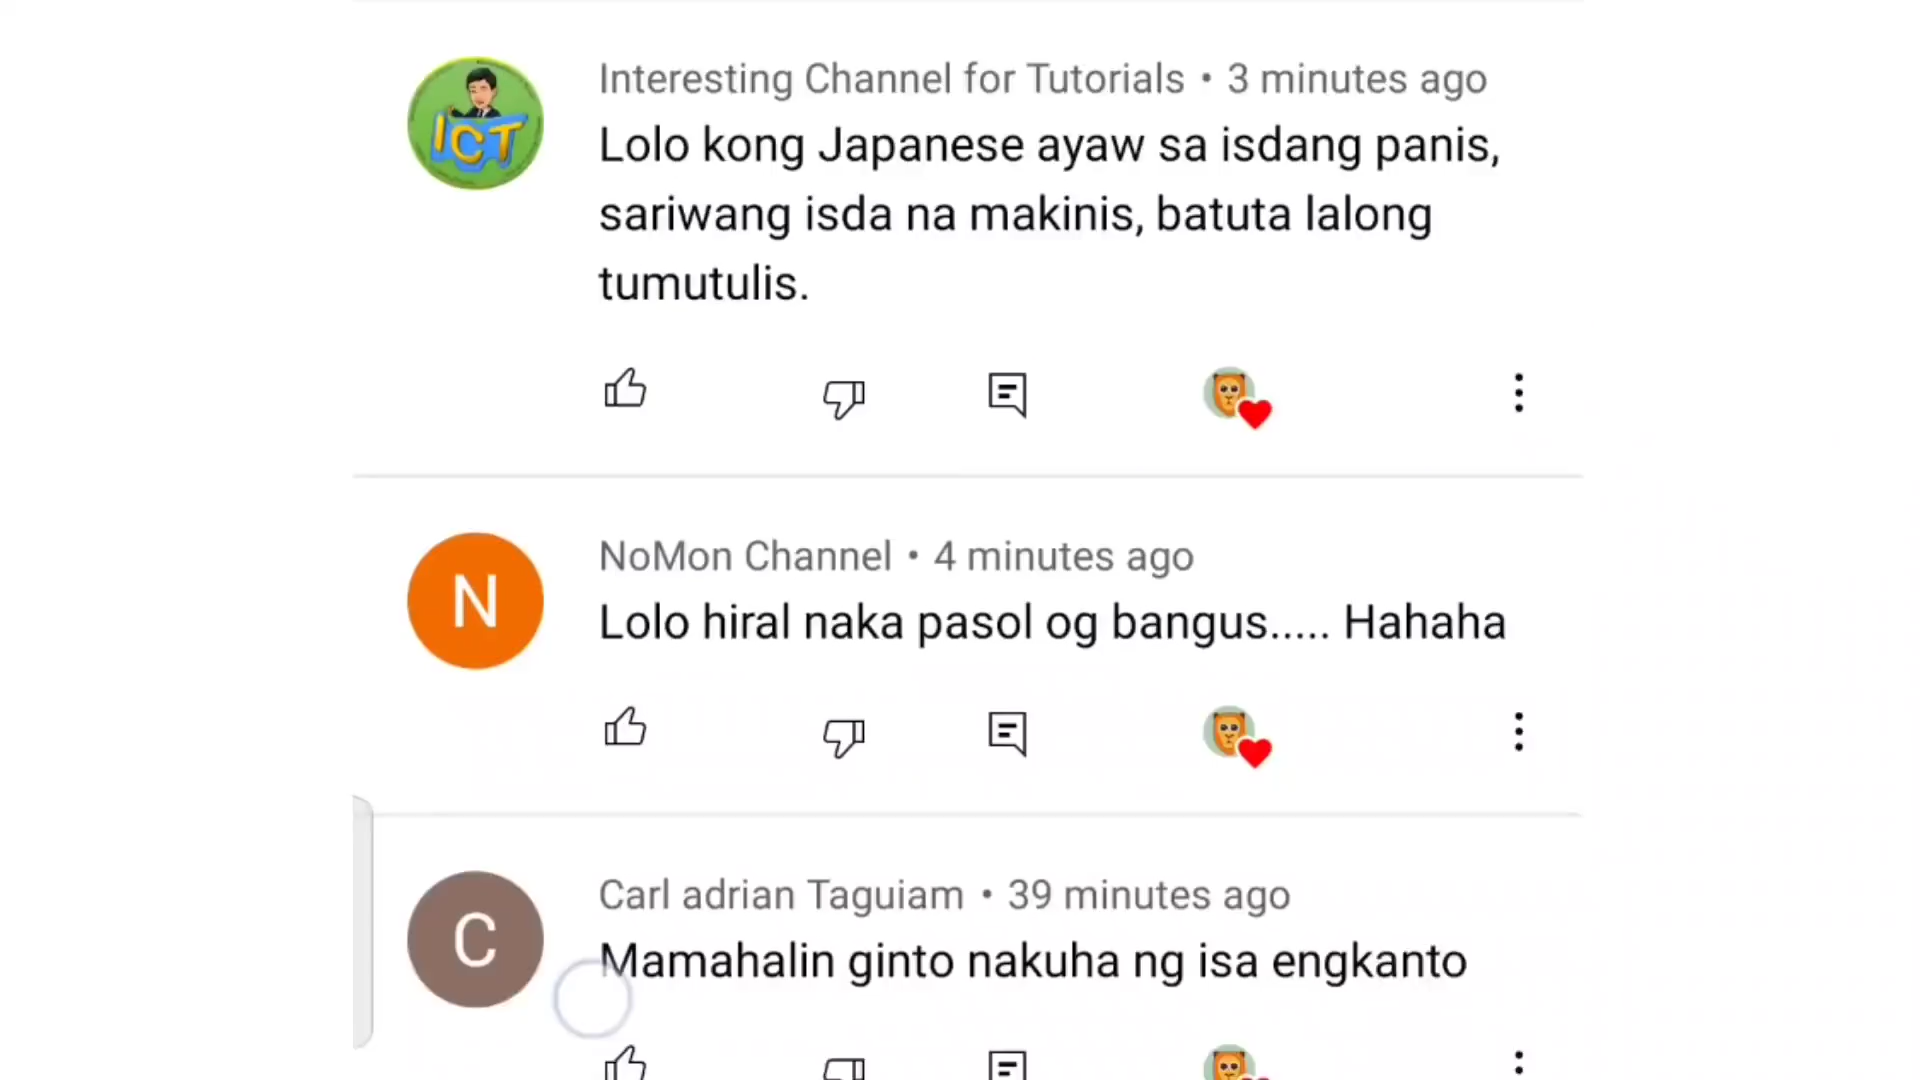 Interesting Channel for Tutorials • 3 minutes ago
ICT
Lolo kong Japanese ayaw sa isdang panis,
sariwang isda na makinis, batuta lalong
tumutulis.
NoMon Channel • 4 minutes ago
N
Lolo hiral naka pasol og bangus..... Hahaha
Carl adrian Taguiam • 39 minutes ago
C
Mamahalin ginto nakuha ng isa engkanto